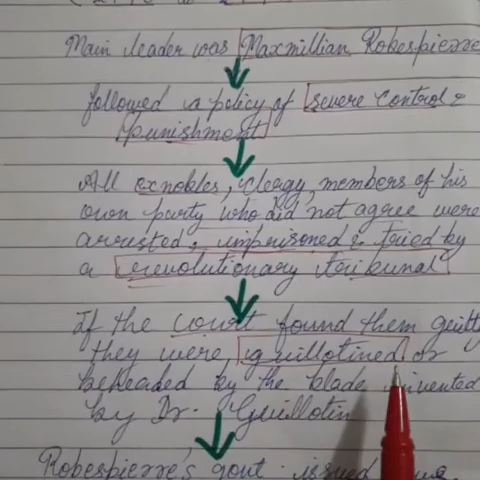 Main leader was Maxmillian Robespierre
followed a policy of severe control &
Punishment
All exnobles, clergy, members of his
own party who did not agree were
arrested, imprisoned & tried by
a revolutionary tribunal
If the court found them guilty
they were, guillotined or
beheaded by the blade invented
by Dr. Guillotin
Robespierre's govt. issued